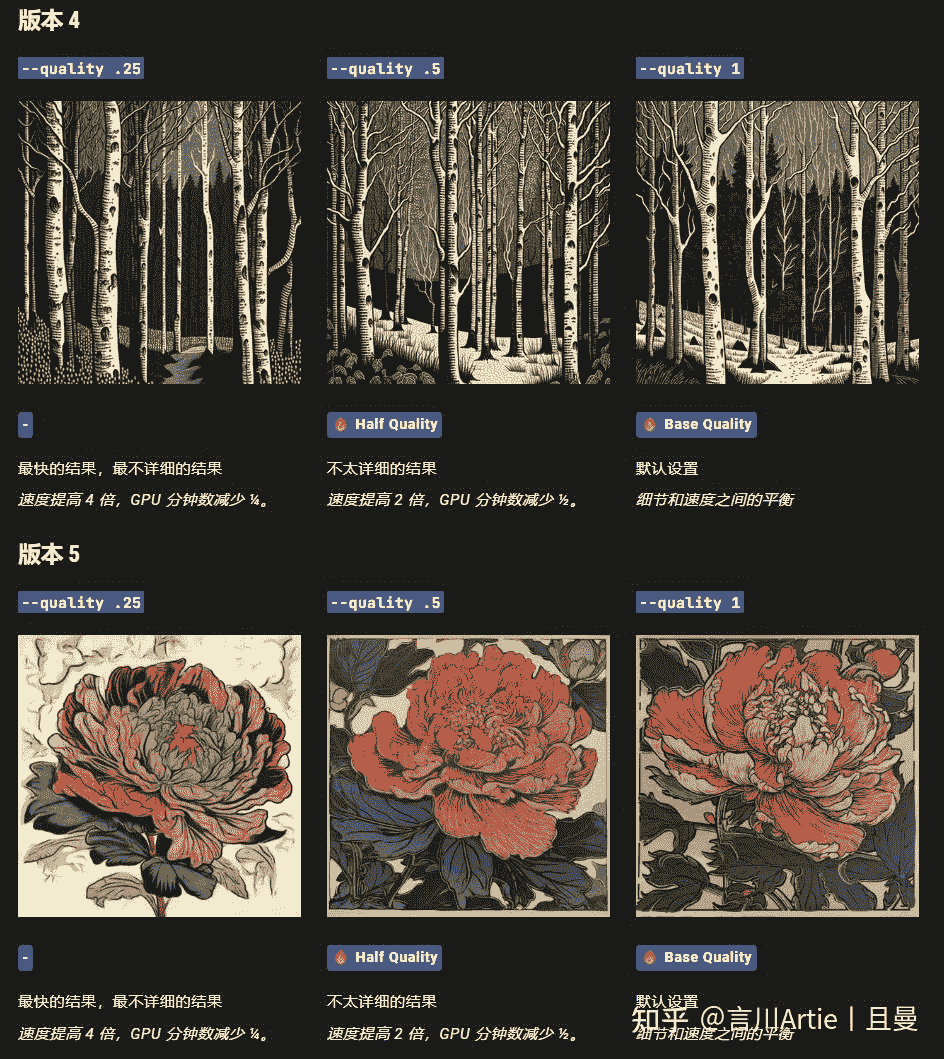 版本 4
--quality .25
--quality .5
--quality 1
-
Half Quality
Base Quality
最快的结果，最不详细的结果
不太详细的结果
默认设置
速度提高 4 倍，GPU 分钟数减少 ¼。
速度提高 2 倍，GPU 分钟数减少 ½。
细节和速度之间的平衡
版本 5
--quality .25
--quality .5
--quality 1
-
Half Quality
Base Quality
最快的结果，最不详细的结果
不太详细的结果
默认设置
速度提高 4 倍，GPU 分钟数减少 ¼。
速度提高 2 倍，GPU 分钟数减少 ½。
细节和速度之间的平衡
知乎 @言川Artie丨且曼